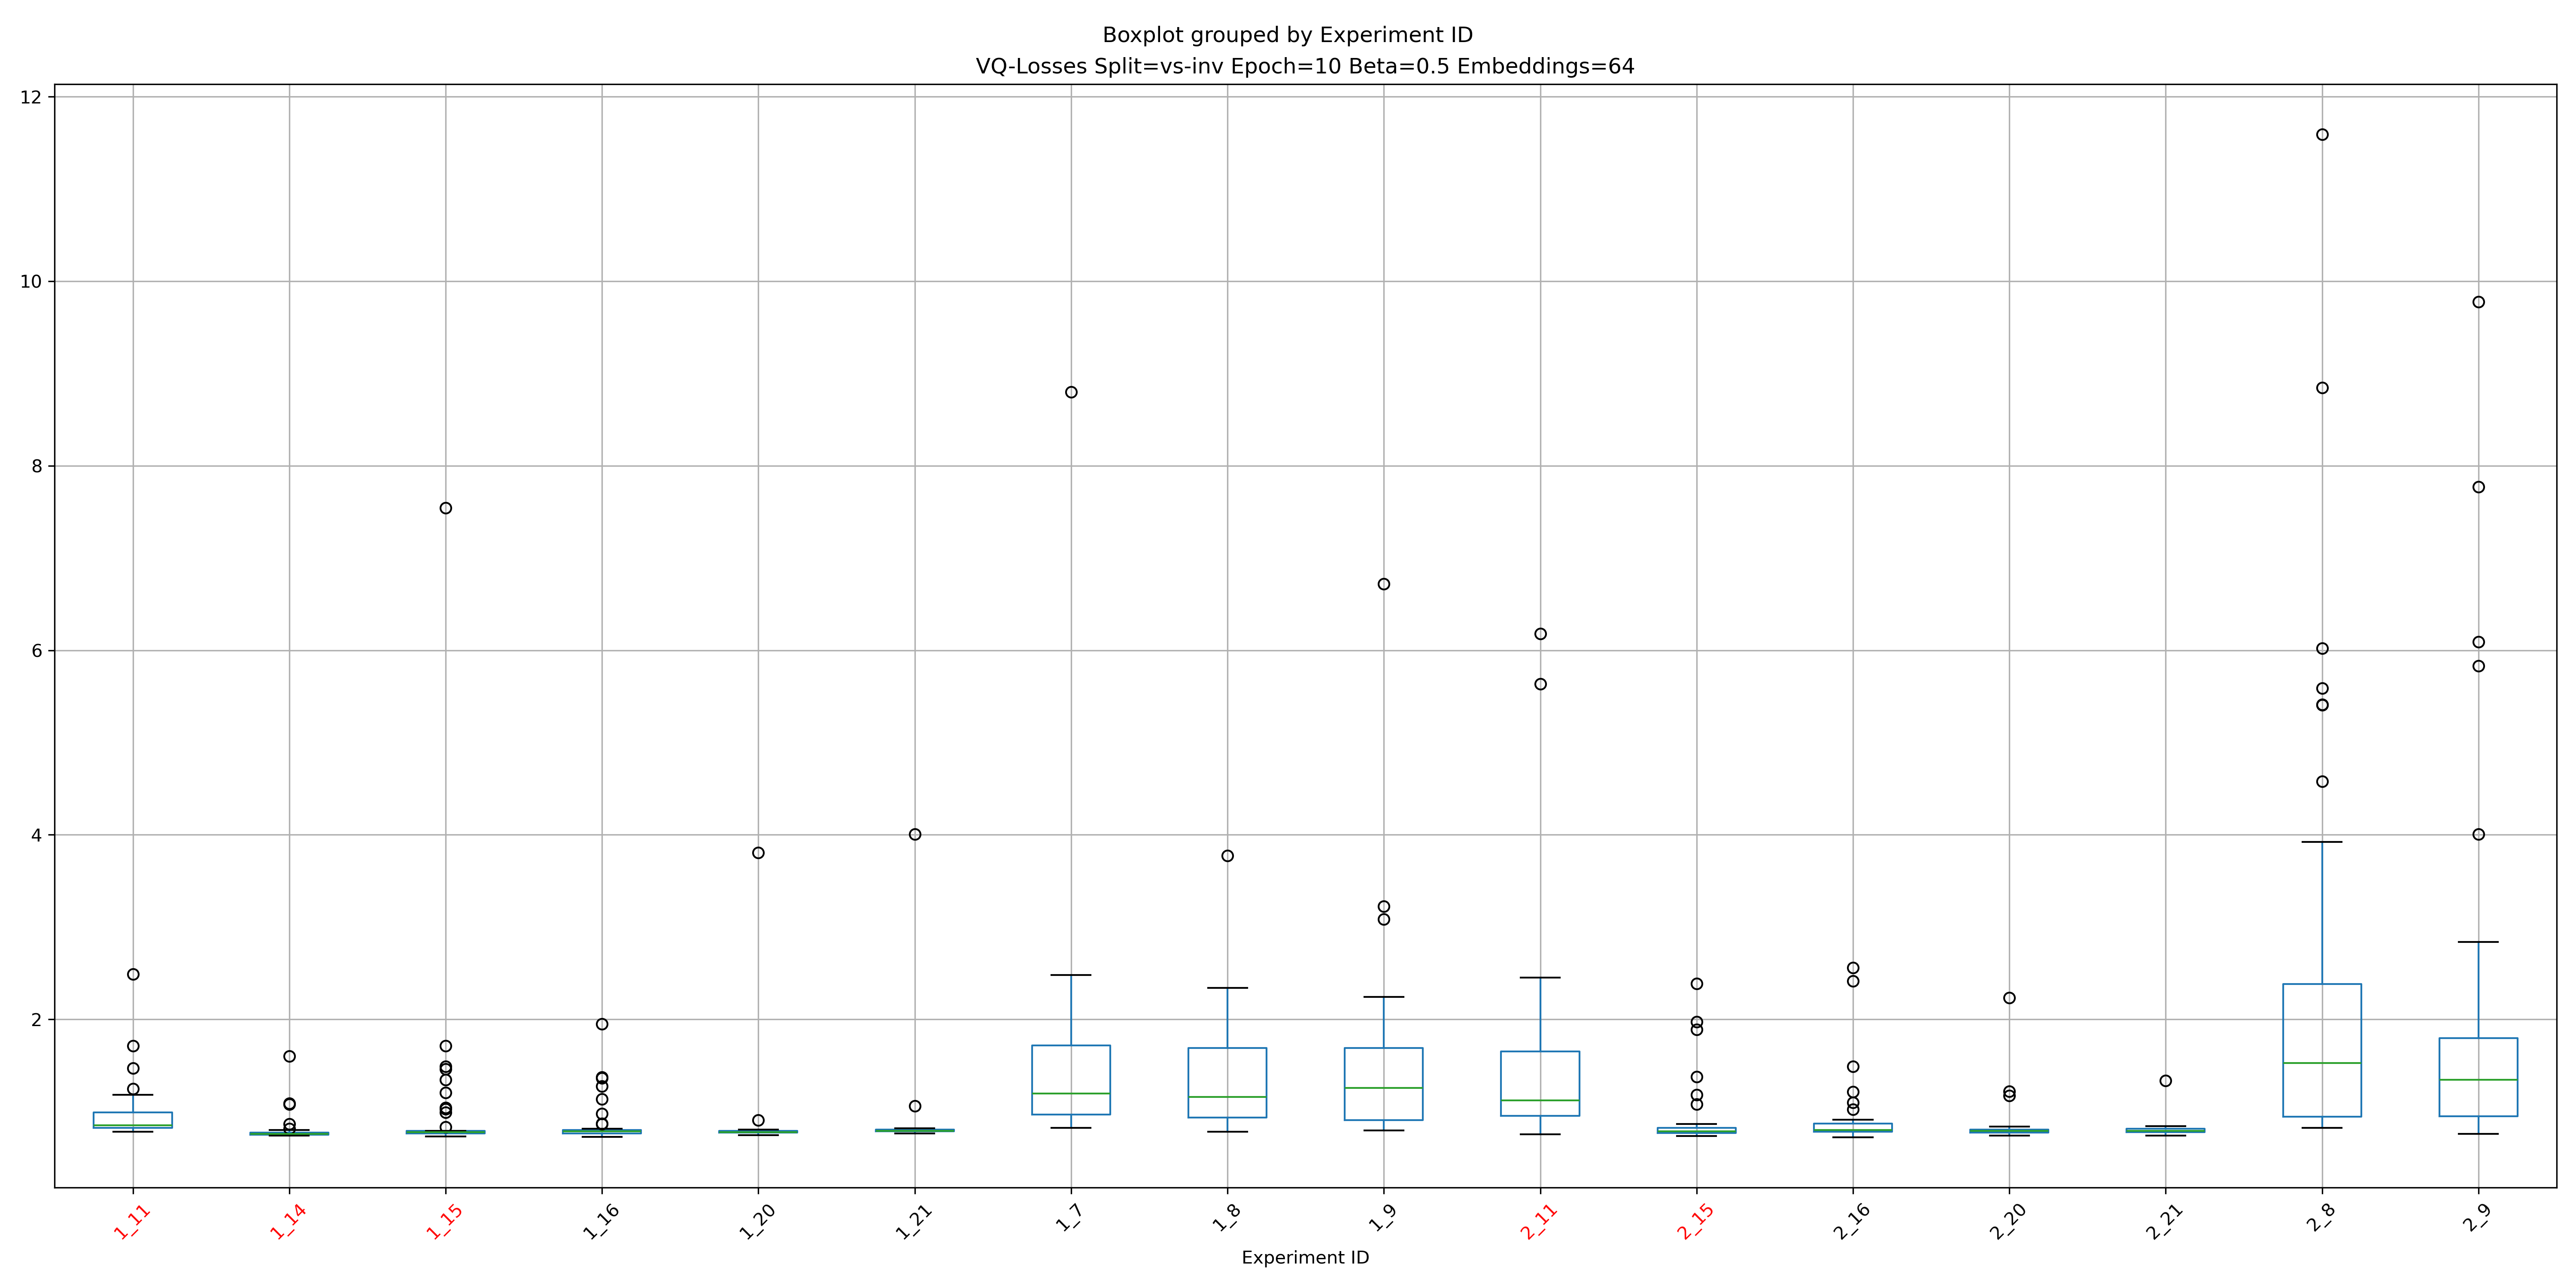 Boxplot grouped by Experiment ID
VQ-Losses Split=vs-inv Epoch=10 Beta=0.5 Embeddings=64
12
10
8
6
4
2
1_11 1_14 1_15 1_16 1_20 1_21 1_7 1_8 1_9 2_11 2_15 2_16 2_20 2_21 2_8 2_9
Experiment ID